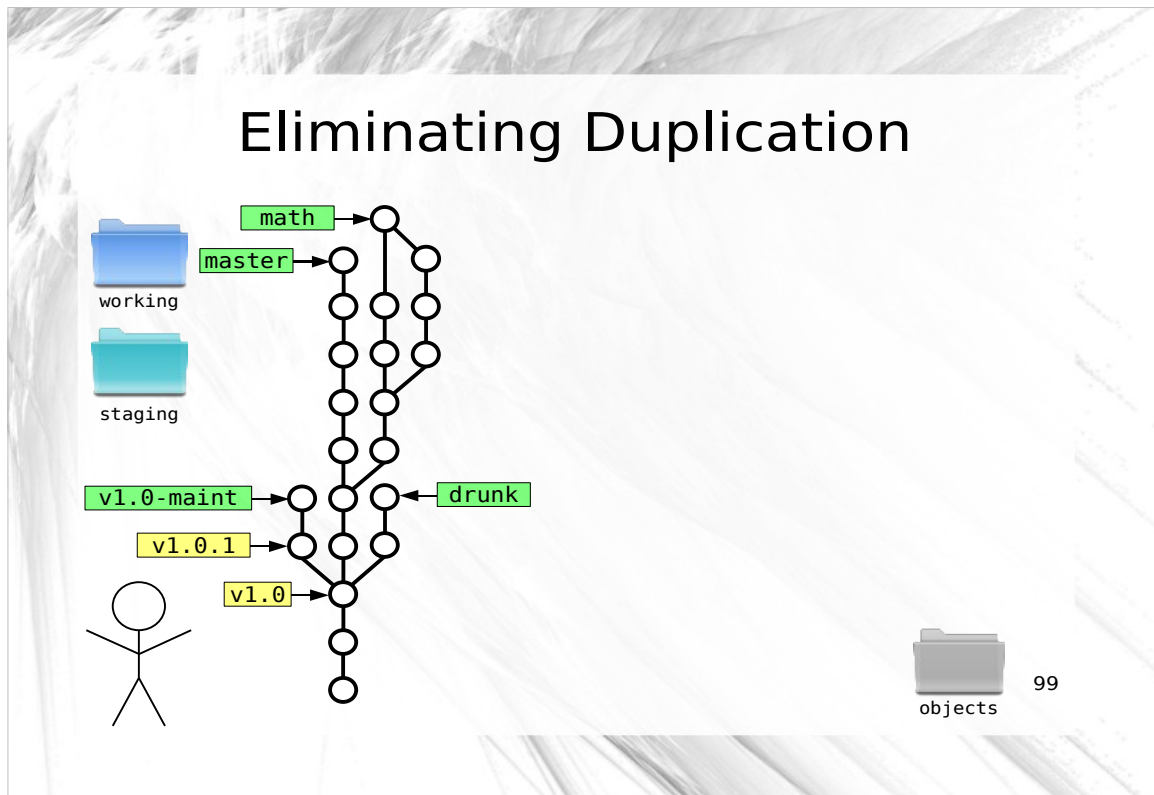 Eliminating Duplication
math
master
working
staging
v1.0-maint
drunk
v1.0.1
v1.0
99
objects